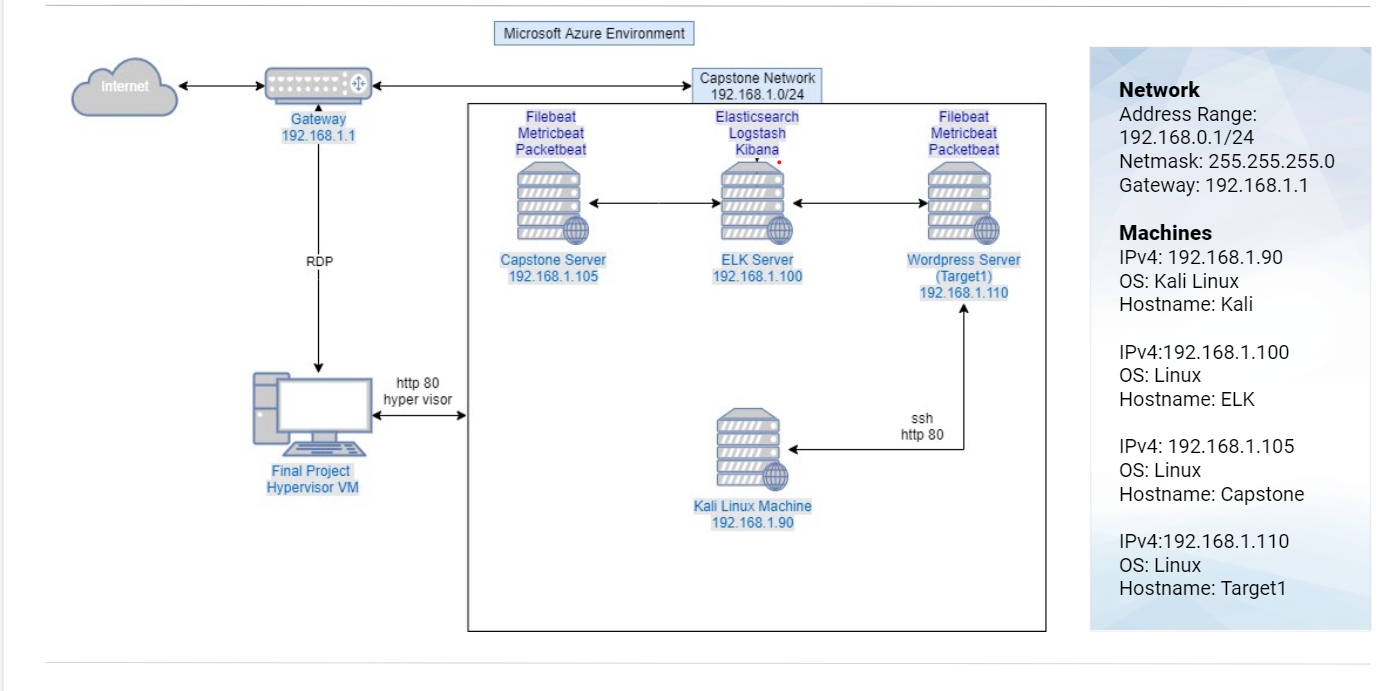 Microsoft Azure Environment
Internet
Capstone Network
192.168.1.0/24
Gateway
192.168.1.1
Filebeat
Metricbeat
Packetbeat
Elasticsearch
Logstash
Kibana
Filebeat
Metricbeat
Packetbeat
Capstone Server
192.168.1.105
ELK Server
192.168.1.100
Wordpress Server
(Target1)
192.168.1.110
RDP
http 80
hyper visor
ssh
http 80
Final Project
Hypervisor VM
Kali Linux Machine
192.168.1.90
Network
Address Range:
192.168.0.1/24
Netmask: 255.255.255.0
Gateway: 192.168.1.1
Machines
IPv4: 192.168.1.90
OS: Kali Linux
Hostname: Kali
IPv4:192.168.1.100
OS: Linux
Hostname: ELK
IPv4: 192.168.1.105
OS: Linux
Hostname: Capstone
IPv4:192.168.1.110
OS: Linux
Hostname: Target1